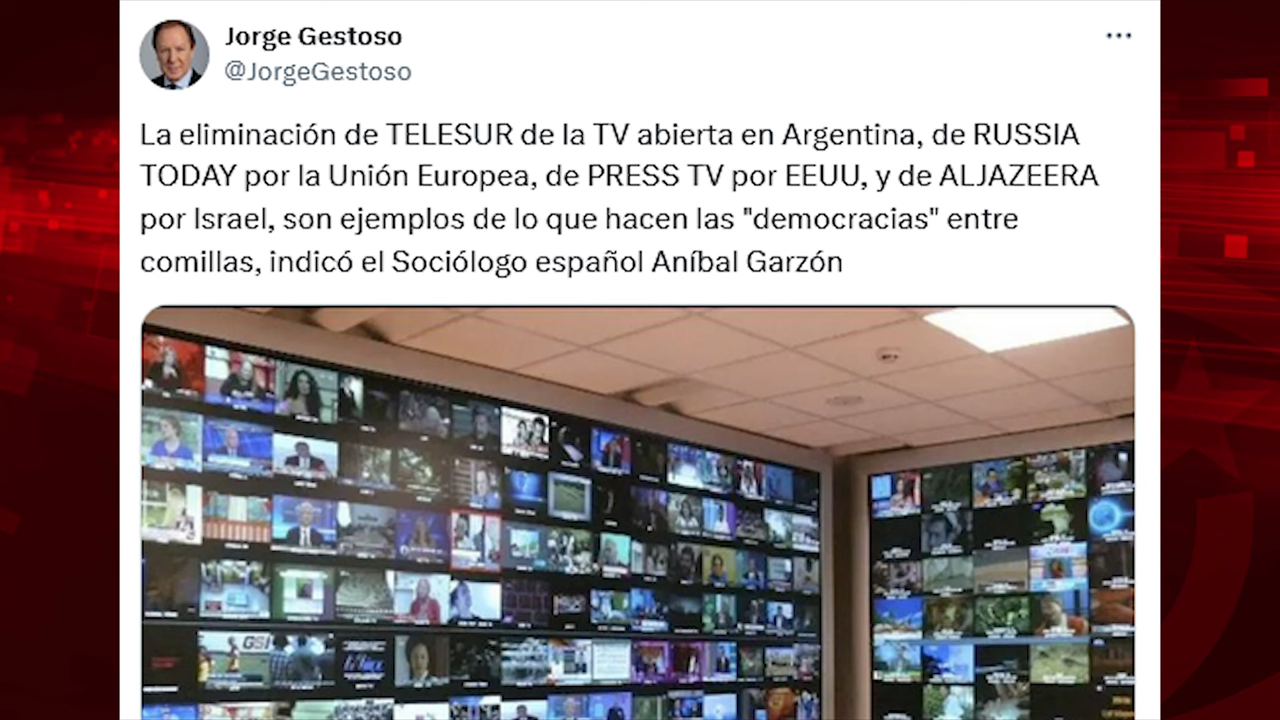 Jorge Gestoso
@JorgeGestoso
La eliminación de TELESUR de la TV abierta en Argentina, de RUSSIA
TODAY por la Unión Europea, de PRESS TV por EEUU, y de ALJAZEERA
por Israel, son ejemplos de lo que hacen las "democracias" entre
comillas, indicó el Sociólogo español Aníbal Garzón